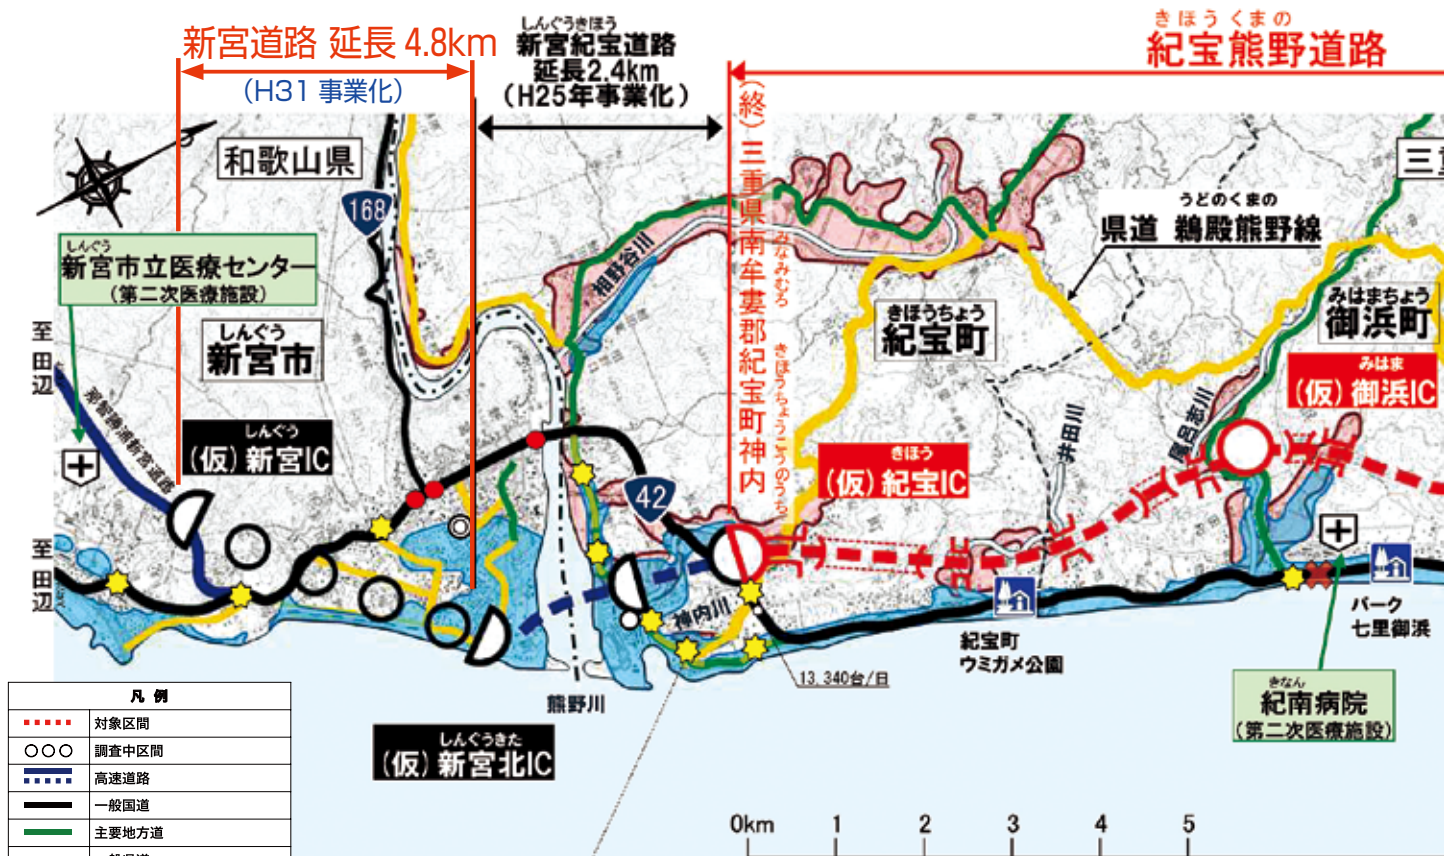 新宮道路 延長 4.8km
（H31 事業化）
しんぐうきほう
新宮紀宝道路
延長2.4km
（H25年事業化）
きほうくまの
紀宝熊野道路
（終）三重県南牟婁郡紀宝町神内
みなみむろ
きほうちょうこうのうち
和歌山県
168
しんぐう
新宮市立医療センター
（第二次医療施設）
しんぐう
新宮市
至田辺
至田辺
那智勝浦新宮道路
しんぐう
（仮）新宮IC
相野谷川
うどのくまの
県道 鵜殿熊野線
きほうちょう
紀宝町
みはまちょう
御浜町
みはま
（仮）御浜IC
尾呂志川
井田川
きほう
（仮）紀宝IC
42
神内川
13,340台/日
紀宝町
ウミガメ公園
パーク
七里御浜
きなん
紀南病院
（第二次医療施設）
熊野川
しんぐうきた
（仮）新宮北IC
凡 例
対象区間
調査中区間
高速道路
一般国道
主要地方道
0km 1 2 3 4 5